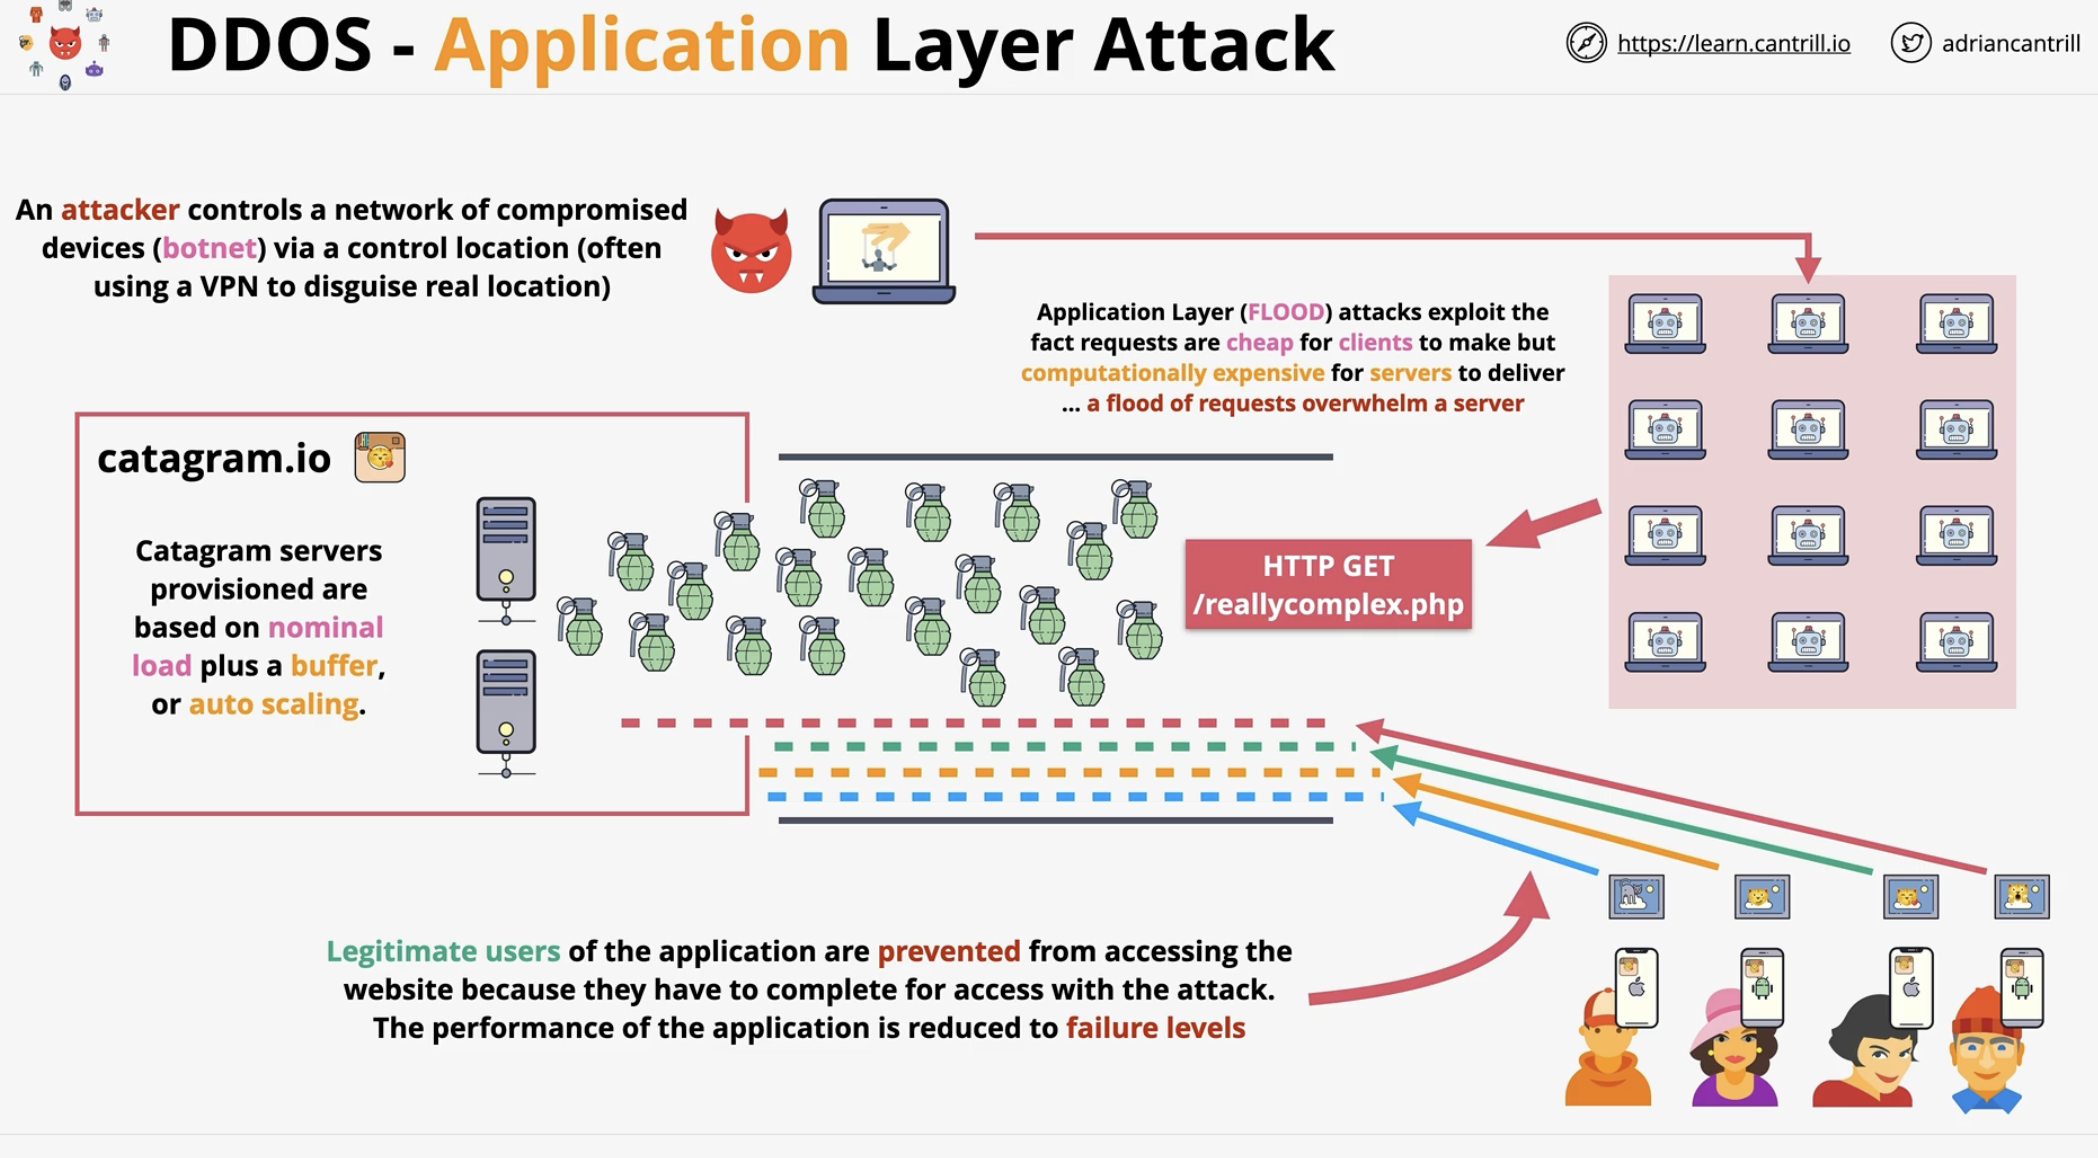 DDOS - Application Layer Attack
https://learn.cantrill.io
adriancantrill
An attacker controls a network of compromised
devices (botnet) via a control location (often
using a VPN to disguise real location)
Application Layer (FLOOD) attacks exploit the
fact requests are cheap for clients to make but
computationally expensive for servers to deliver
... a flood of requests overwhelm a server
catagram.io
Catagram servers
provisioned are
based on nominal
load plus a buffer,
or auto scaling.
HTTP GET
/reallycomplex.php
Legitimate users of the application are prevented from accessing the
website because they have to complete for access with the attack.
The performance of the application is reduced to failure levels